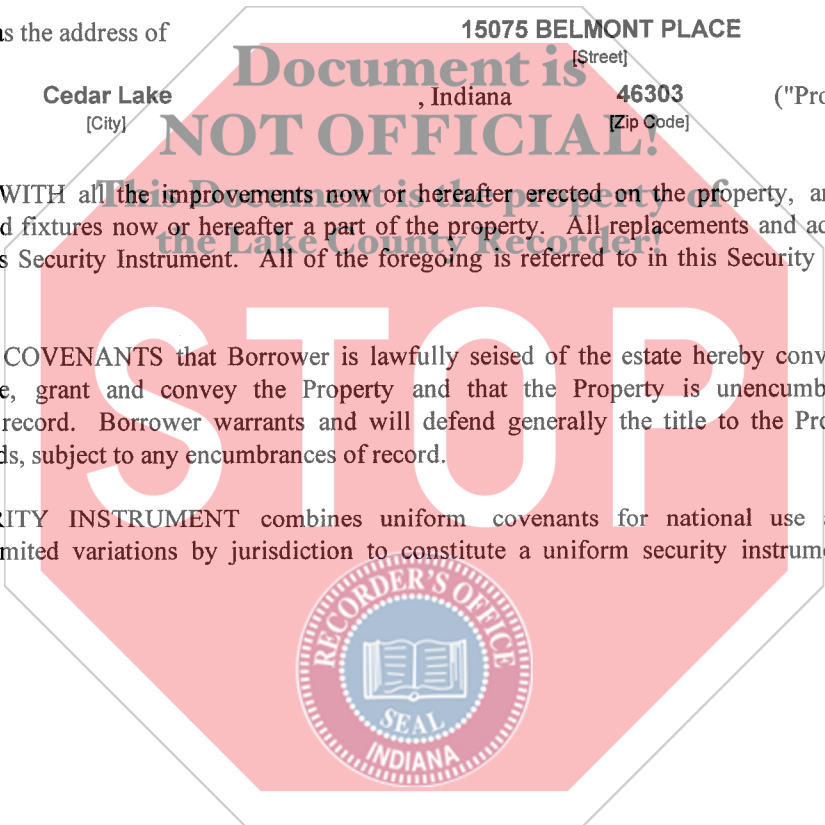 as the address of 15075 BELMONT PLACE
[Street]
Cedar Lake , Indiana 46303 ("Pro
[City] [Zip Code]
Document is
NOT OFFICIAL!
This Document is the property of
the Lake County Recorder!
WITH all the improvements now or hereafter erected on the property, an
d fixtures now or hereafter a part of the property. All replacements and ad
s Security Instrument. All of the foregoing is referred to in this Security
COVENANTS that Borrower is lawfully seised of the estate hereby conv
e, grant and convey the Property and that the Property is unencumb
record. Borrower warrants and will defend generally the title to the Pro
ds, subject to any encumbrances of record.
RITY INSTRUMENT combines uniform covenants for national use a
mited variations by jurisdiction to constitute a uniform security instrume
STOP
RECORDER'S OFFICE
SEAL
INDIANA